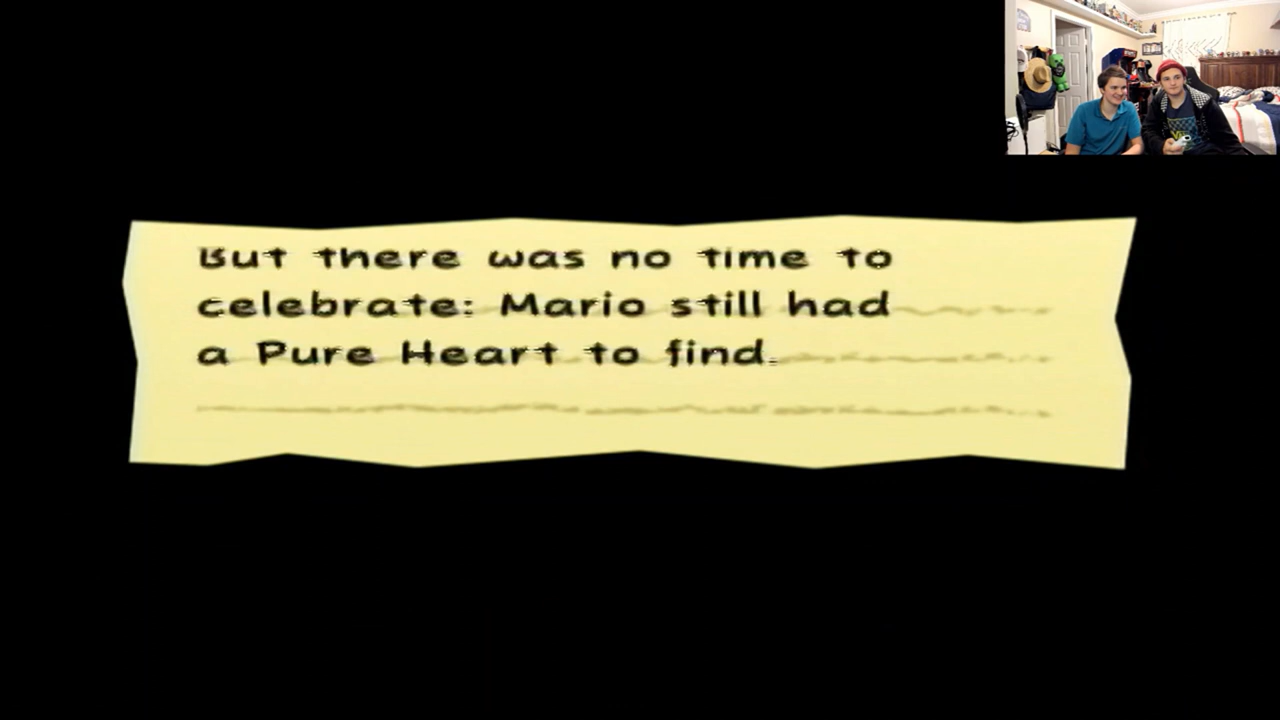 But there was no time to
celebrate: Mario still had
a Pure Heart to find.